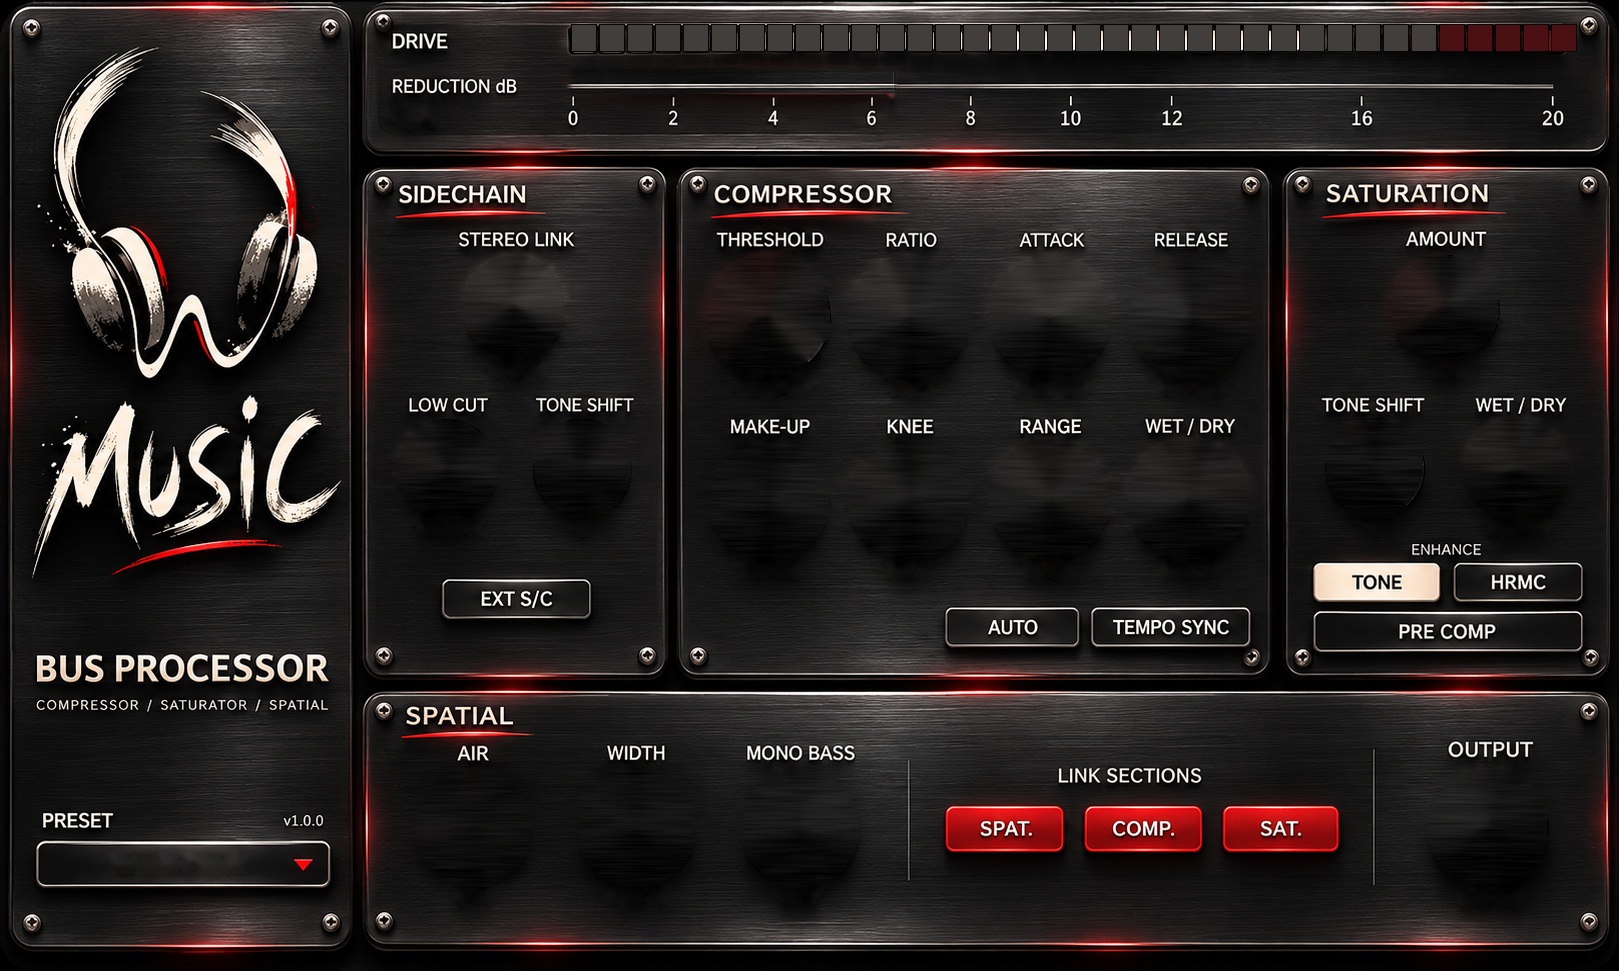 MUSiC
BUS PROCESSOR
COMPRESSOR / SATURATOR / SPATIAL
PRESET
v1.0.0
DRIVE
REDUCTION dB
0 2 4 6 8 10 12 16 20
SIDECHAIN
STEREO LINK
LOW CUT TONE SHIFT
EXT S/C
COMPRESSOR
THRESHOLD RATIO ATTACK RELEASE
MAKE-UP KNEE RANGE WET / DRY
AUTO TEMPO SYNC
SATURATION
AMOUNT
TONE SHIFT WET / DRY
ENHANCE
TONE HRMC
PRE COMP
SPATIAL
AIR WIDTH MONO BASS
LINK SECTIONS
SPAT. COMP. SAT.
OUTPUT